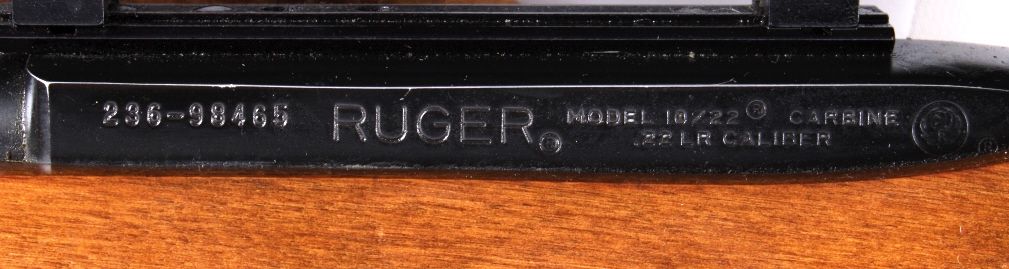 236-98465 RUGER® MODEL 10/22® CARBINE
.22 LR CALIBER
®